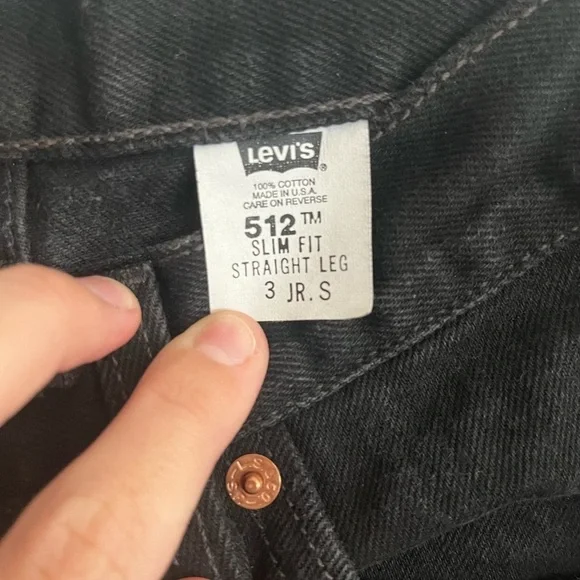 Levi's®
100% COTTON
MADE IN U.S.A.
CARE ON REVERSE
512™
SLIM FIT
STRAIGHT LEG
3 JR. S